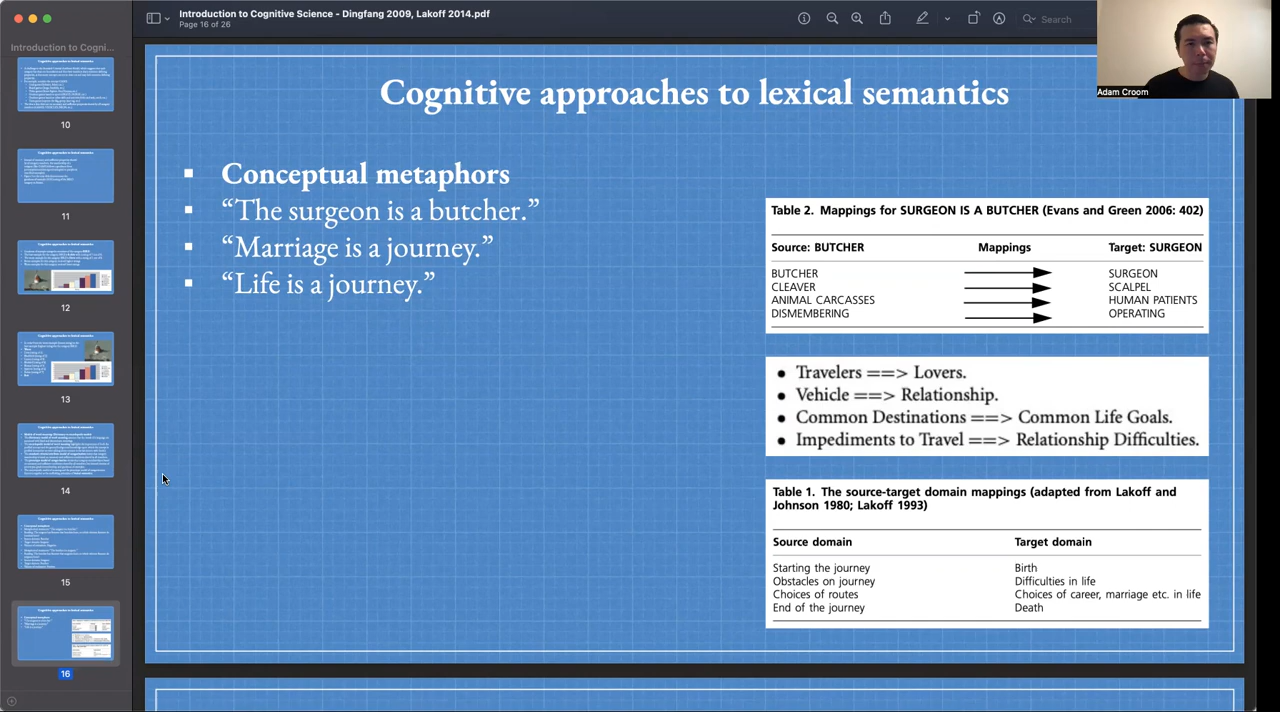 Introduction to Cognitive Science - Dingfang 2009, Lakoff 2014.pdf
Page 16 of 26
Search
Introduction to Cogni...
10
11
12
13
14
15
16
Adam Croom
Cognitive approaches to lexical semantics
▪ Conceptual metaphors
▪ “The surgeon is a butcher.”
▪ “Marriage is a journey.”
▪ “Life is a journey.”
Table 2. Mappings for SURGEON IS A BUTCHER (Evans and Green 2006: 402)
Source: BUTCHER Mappings Target: SURGEON
BUTCHER SURGEON
CLEAVER SCALPEL
ANIMAL CARCASSES HUMAN PATIENTS
DISMEMBERING OPERATING
• Travelers ==> Lovers.
• Vehicle ==> Relationship.
• Common Destinations ==> Common Life Goals.
• Impediments to Travel ==> Relationship Difficulties.
Table 1. The source-target domain mappings (adapted from Lakoff and
Johnson 1980; Lakoff 1993)
Source domain Target domain
Starting the journey Birth
Obstacles on journey Difficulties in life
Choices of routes Choices of career, marriage etc. in life
End of the journey Death